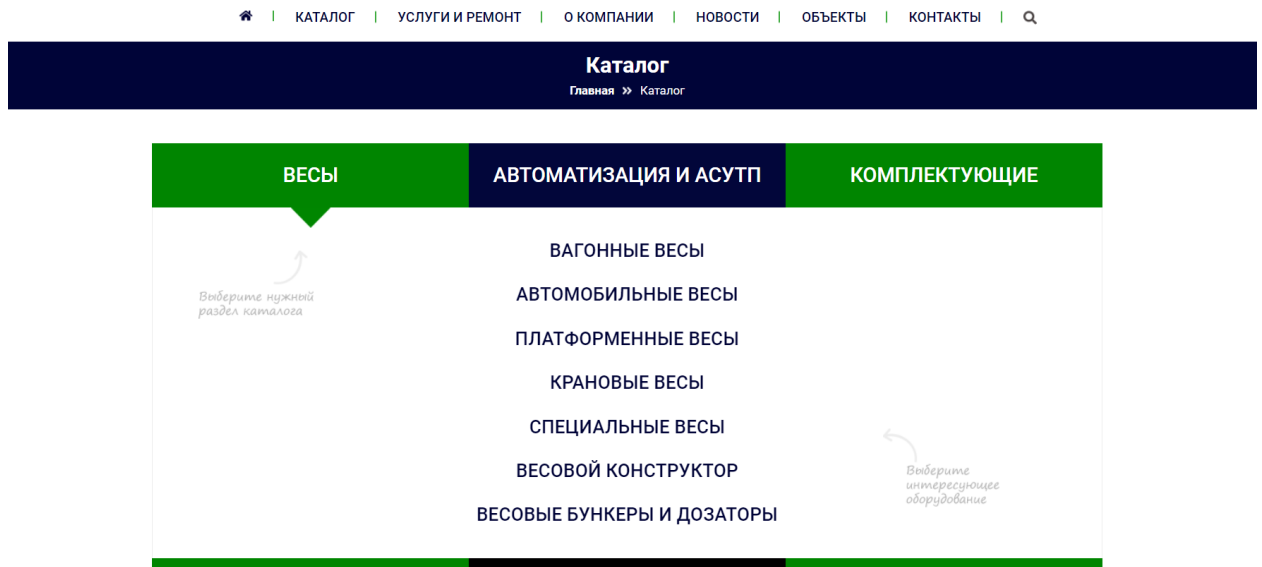 КАТАЛОГ | УСЛУГИ И РЕМОНТ | О КОМПАНИИ | НОВОСТИ | ОБЪЕКТЫ | КОНТАКТЫ |
Каталог
Главная » Каталог
ВЕСЫ АВТОМАТИЗАЦИЯ И АСУТП КОМПЛЕКТУЮЩИЕ
ВАГОННЫЕ ВЕСЫ
Выберите нужный
раздел каталога
АВТОМОБИЛЬНЫЕ ВЕСЫ
ПЛАТФОРМЕННЫЕ ВЕСЫ
КРАНОВЫЕ ВЕСЫ
СПЕЦИАЛЬНЫЕ ВЕСЫ
ВЕСОВОЙ КОНСТРУКТОР
ВЕСОВЫЕ БУНКЕРЫ И ДОЗАТОРЫ
Выберите
интересующее
оборудование